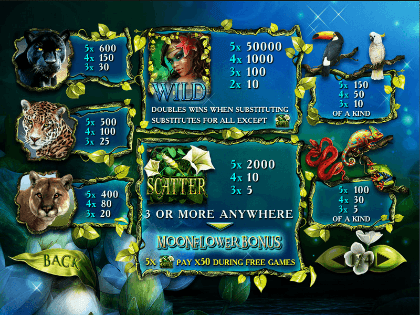 5x 600
4x 150
3x 30
5x 500
4x 100
3x 25
5x 400
4x 80
3x 20
BACK
WILD
5x 50000
4x 1000
3x 100
2x 10
DOUBLES WINS WHEN SUBSTITUTING
SUBSTITUTES FOR ALL EXCEPT
SCATTER
5x 2000
4x 10
3x 5
3 OR MORE ANYWHERE
MOONFLOWER BONUS
5x PAY X50 DURING FREE GAMES
5x 150
4x 50
3x 10
OF A KIND
5x 100
4x 30
3x 5
OF A KIND